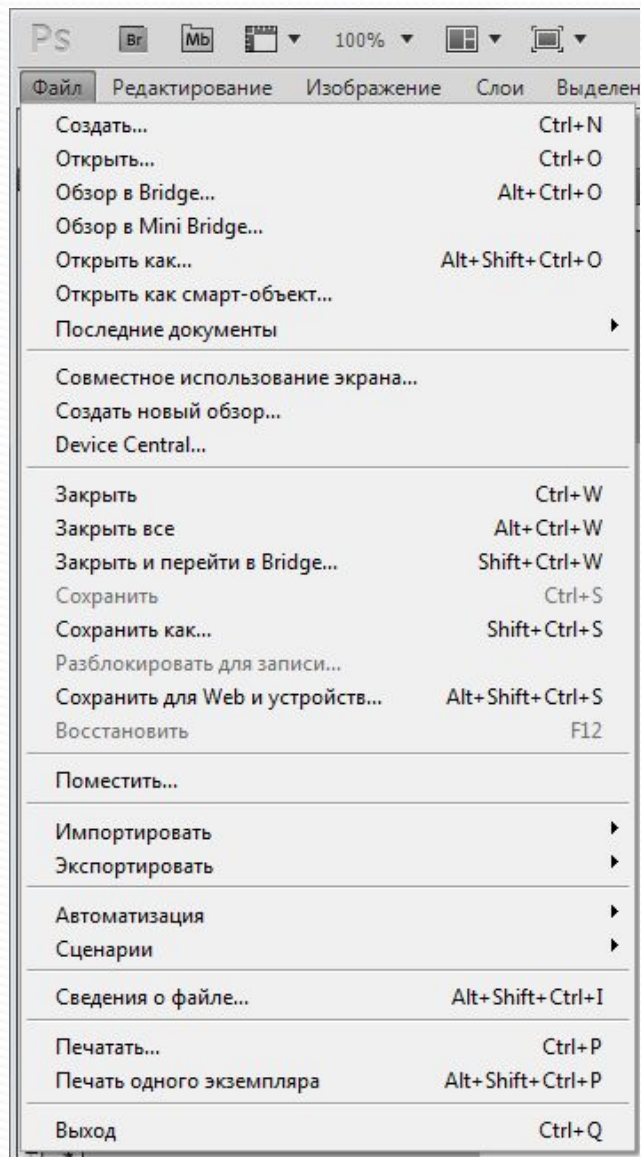 Ps Br Mb 100%
Файл Редактирование Изображение Слои Выделен
Создать... Ctrl+N
Открыть... Ctrl+O
Обзор в Bridge... Alt+Ctrl+O
Обзор в Mini Bridge...
Открыть как... Alt+Shift+Ctrl+O
Открыть как смарт-объект...
Последние документы
Совместное использование экрана...
Создать новый обзор...
Device Central...
Закрыть Ctrl+W
Закрыть все Alt+Ctrl+W
Закрыть и перейти в Bridge... Shift+Ctrl+W
Сохранить Ctrl+S
Сохранить как... Shift+Ctrl+S
Разблокировать для записи...
Сохранить для Web и устройств... Alt+Shift+Ctrl+S
Восстановить F12
Поместить...
Импортировать
Экспортировать
Автоматизация
Сценарии
Сведения о файле... Alt+Shift+Ctrl+I
Печатать... Ctrl+P
Печать одного экземпляра Alt+Shift+Ctrl+P
Выход Ctrl+Q